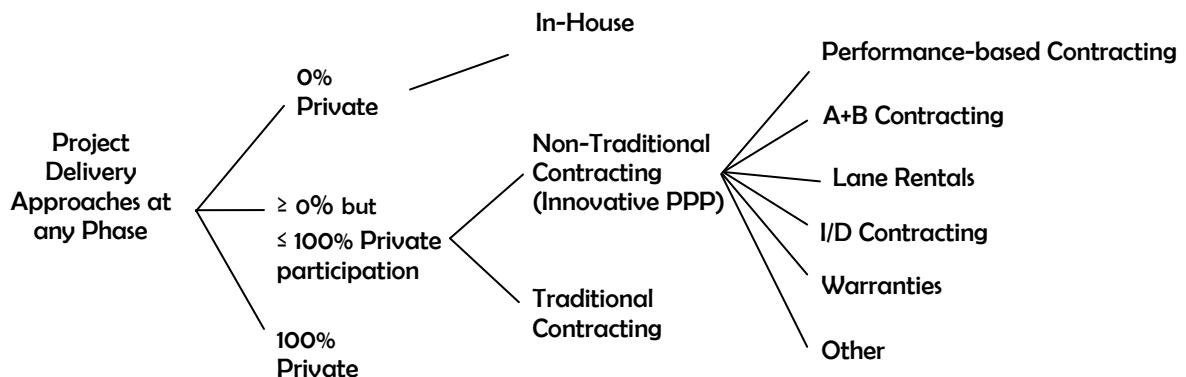 Project
Delivery
Approaches at
any Phase
0%
Private
≥ 0% but
≤ 100% Private
participation
100%
Private
In-House
Non-Traditional
Contracting
(Innovative PPP)
Traditional
Contracting
Performance-based Contracting
A+B Contracting
Lane Rentals
I/D Contracting
Warranties
Other